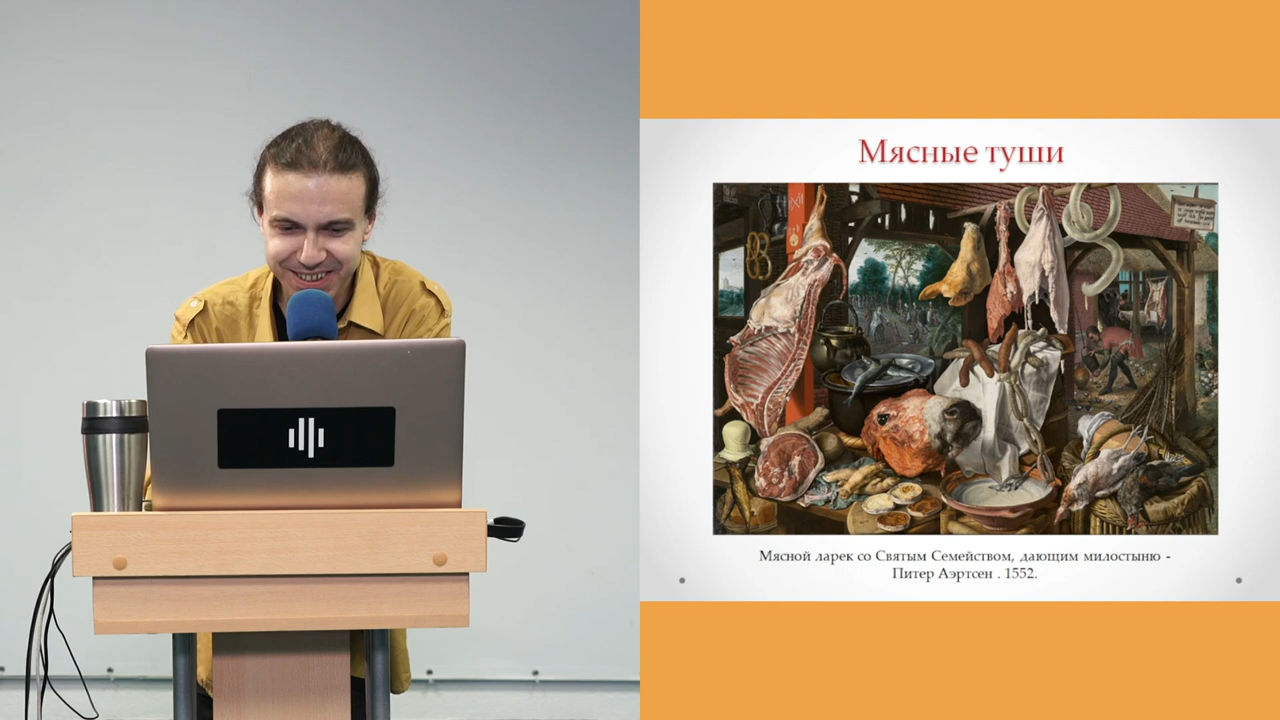 Мясные туши
Мясной ларек со Святым Семейством, дающим милостыню -
Питер Аэртсен . 1552.